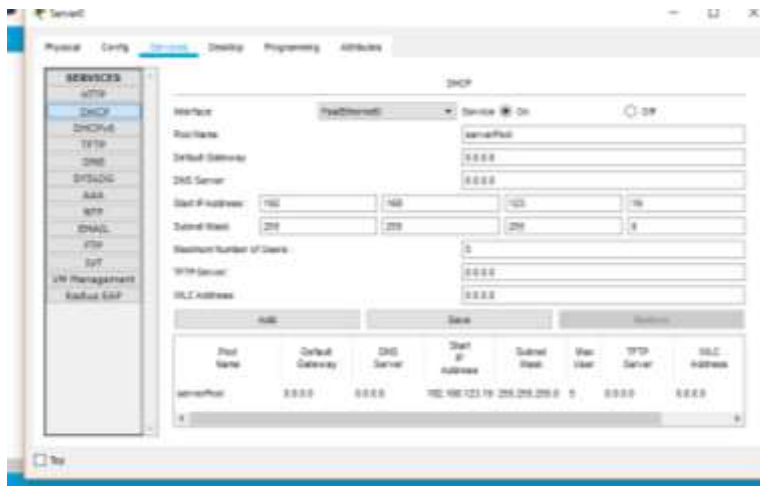 Server0
Physical Config Services Desktop Programming Attributes
SERVICES
HTTP
DHCP
DHCPv6
TFTP
DNS
SYSLOG
AAA
NTP
EMAIL
FTP
IoT
VM Management
Radius EAP
DHCP
Interface FastEthernet0 Service On Off
Pool Name serverPool
Default Gateway 0.0.0.0
DNS Server 0.0.0.0
Start IP Address: 192 168 123
Subnet Mask: 255 255 255 0
Maximum Number of Users: 5
TFTP Server: 0.0.0.0
WLC Address: 0.0.0.0
Add Save Remove
Pool Name Default Gateway DNS Server Start IP Address Subnet Mask Max User TFTP Server WLC Address
serverPool 0.0.0.0 0.0.0.0 255.255.255.0 5 0.0.0.0 0.0.0.0
Top